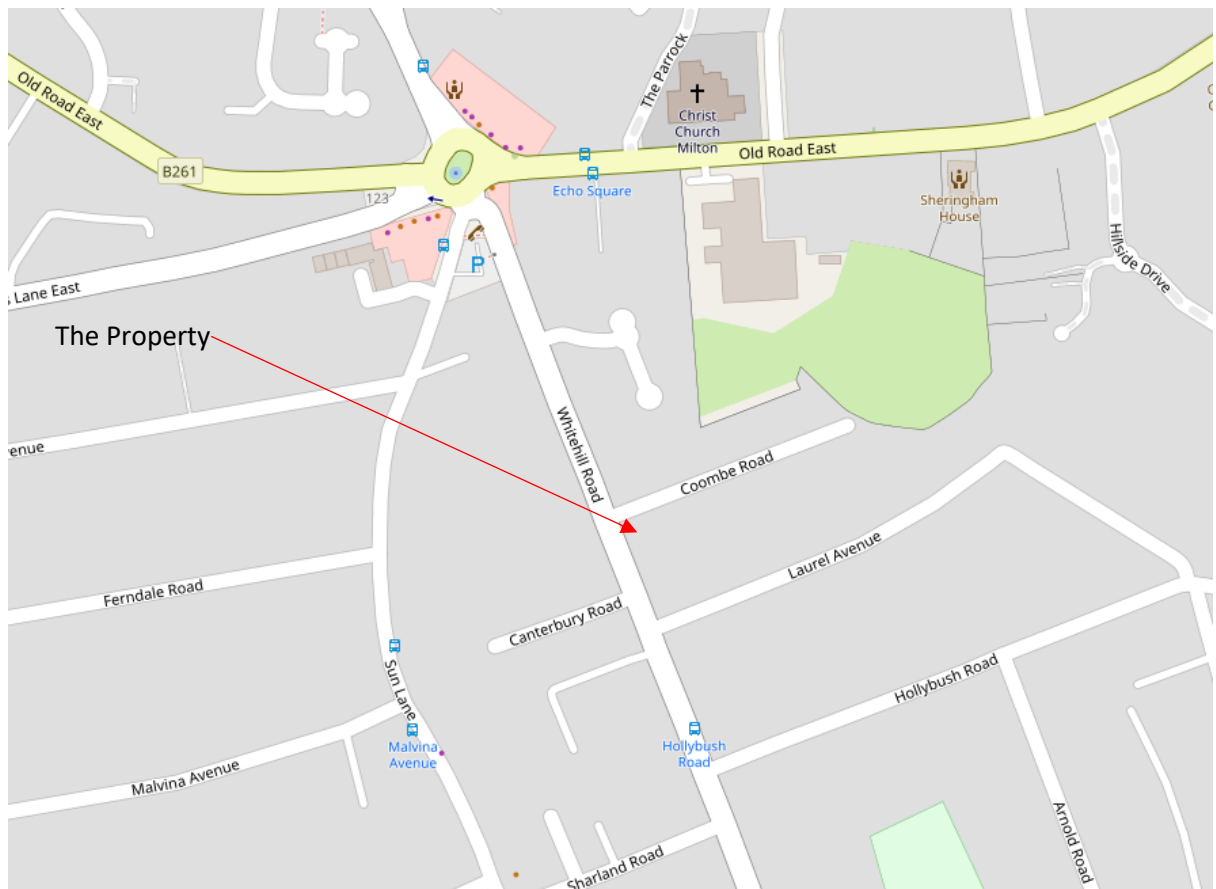 The Parrock
Old Road East
Christ
Church
Milton
Old Road East
B261
Echo Square
123
Sheringham
House
Hillside Drive
P
s Lane East
The Property
Whitehill Road
venue
Coombe Road
Laurel Avenue
Ferndale Road
Canterbury Road
Sun Lane
Hollybush Road
Malvina
Avenue
Hollybush
Road
Malvina Avenue
Arnold Road
Sharland Road